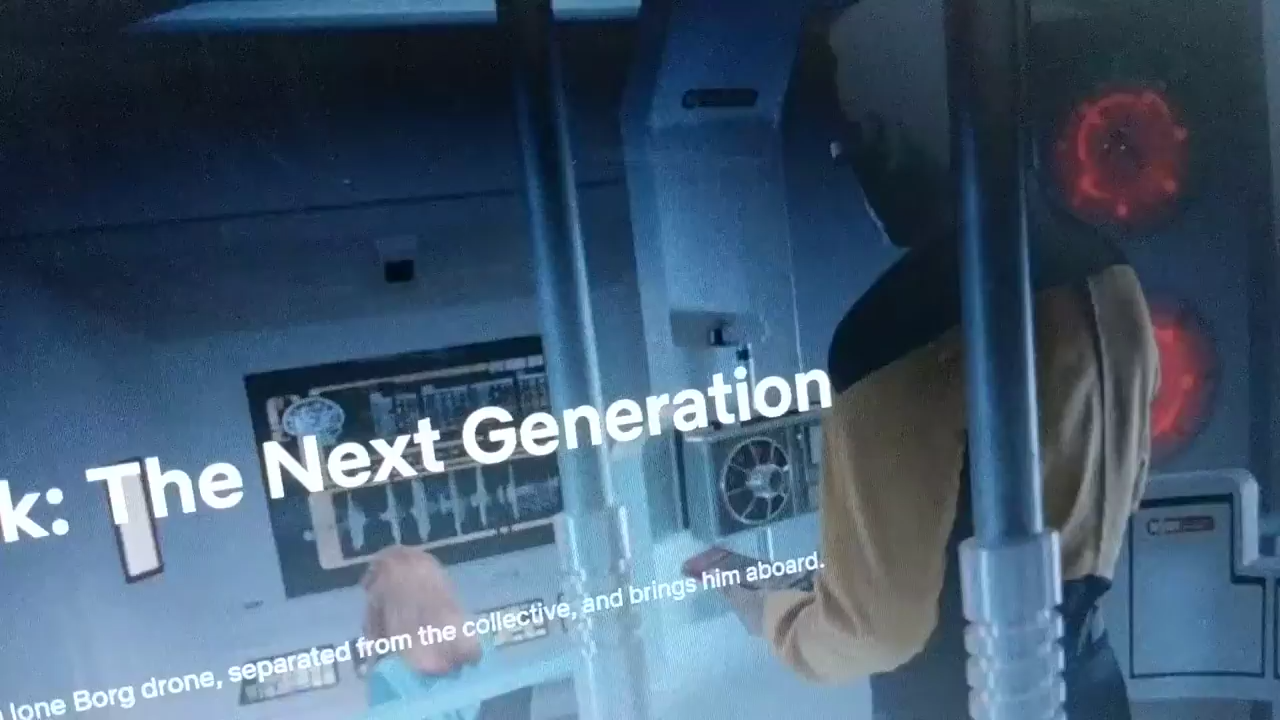 k: The Next Generation
lone Borg drone, separated from the collective, and brings him aboard.